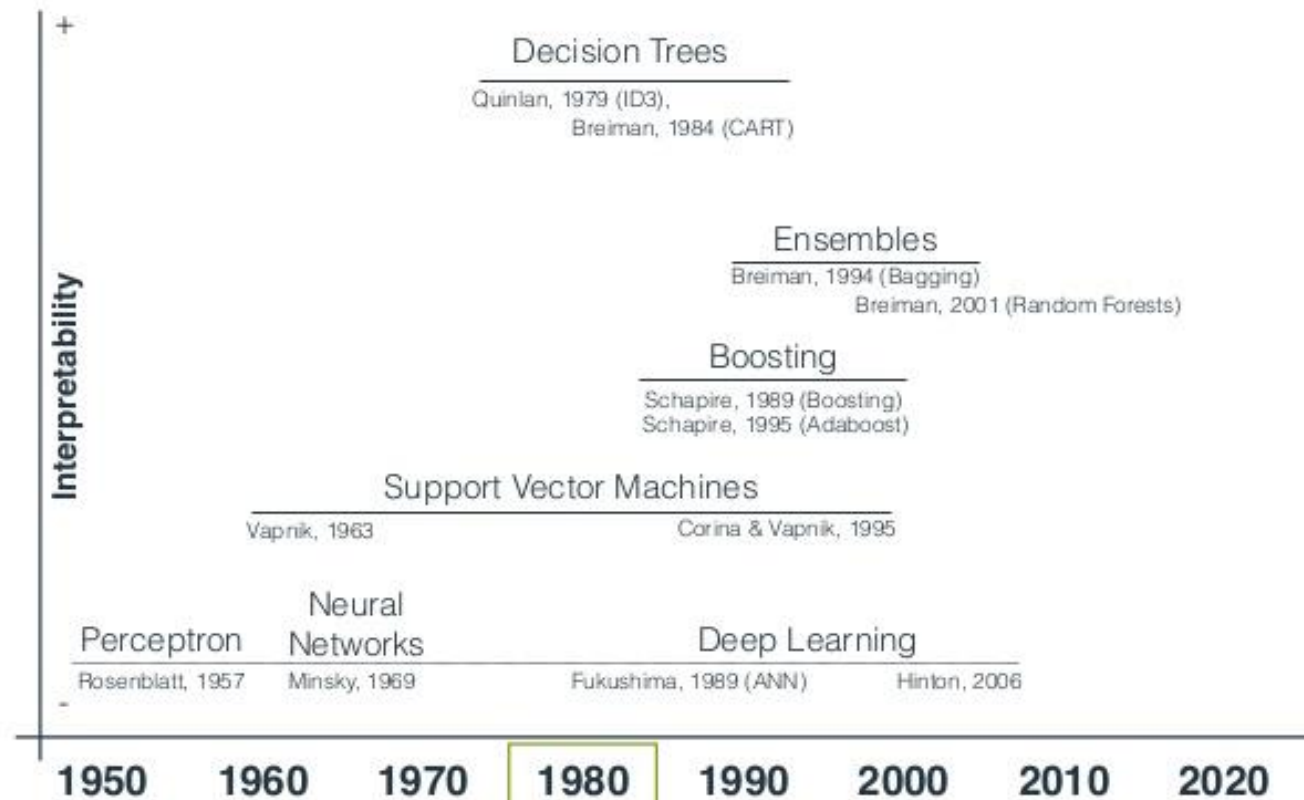 +
Decision Trees
Quinlan, 1979 (ID3),
Breiman, 1984 (CART)
Ensembles
Breiman, 1994 (Bagging)
Breiman, 2001 (Random Forests)
Interpretability
Boosting
Schapire, 1989 (Boosting)
Schapire, 1995 (Adaboost)
Support Vector Machines
Vapnik, 1963
Corina & Vapnik, 1995
Perceptron
Rosenblatt, 1957
Neural
Networks
Minsky, 1969
Deep Learning
Fukushima, 1989 (ANN)
Hinton, 2006
-
1950 1960 1970 1980 1990 2000 2010 2020